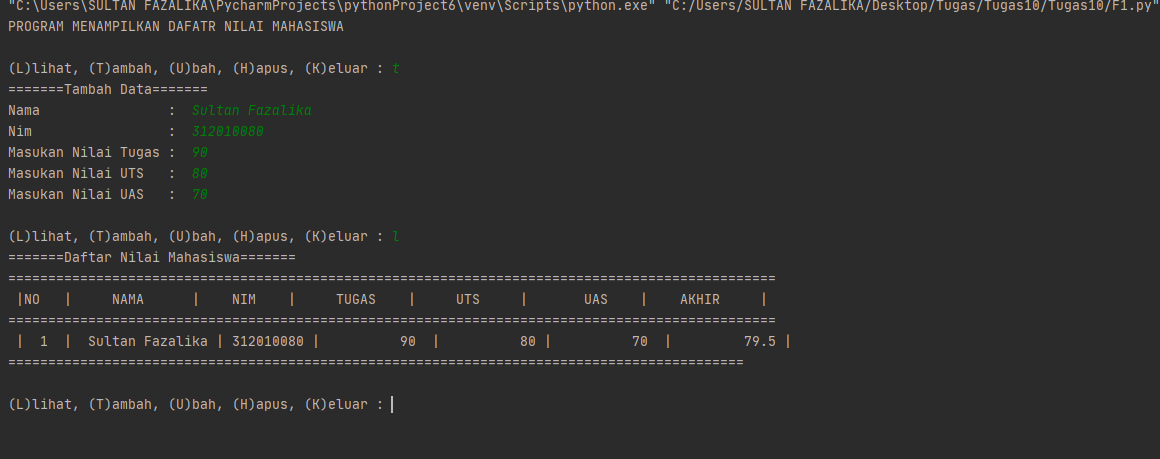 "C:\Users\SULTAN FAZALIKA\PycharmProjects\pythonProject6\venv\Scripts\python.exe" "C:/Users/SULTAN FAZALIKA/Desktop/Tugas/Tugas10/Tugas10/F1.py"
PROGRAM MENAMPILKAN DAFATR NILAI MAHASISWA
(L)lihat, (T)ambah, (U)bah, (H)apus, (K)eluar : t
=======Tambah Data=======
Nama                :  Sultan Fazalika
Nim                 :  312010080
Masukan Nilai Tugas :  90
Masukan Nilai UTS   :  80
Masukan Nilai UAS   :  70
(L)lihat, (T)ambah, (U)bah, (H)apus, (K)eluar : l
=======Daftar Nilai Mahasiswa=======
================================================================================================
 |NO   |     NAMA      |    NIM    |     TUGAS    |     UTS     |       UAS    |    AKHIR     |
================================================================================================
 |  1  |  Sultan Fazalika | 312010080 |          90  |          80 |          70  |         79.5 |
============================================================================================
(L)lihat, (T)ambah, (U)bah, (H)apus, (K)eluar :